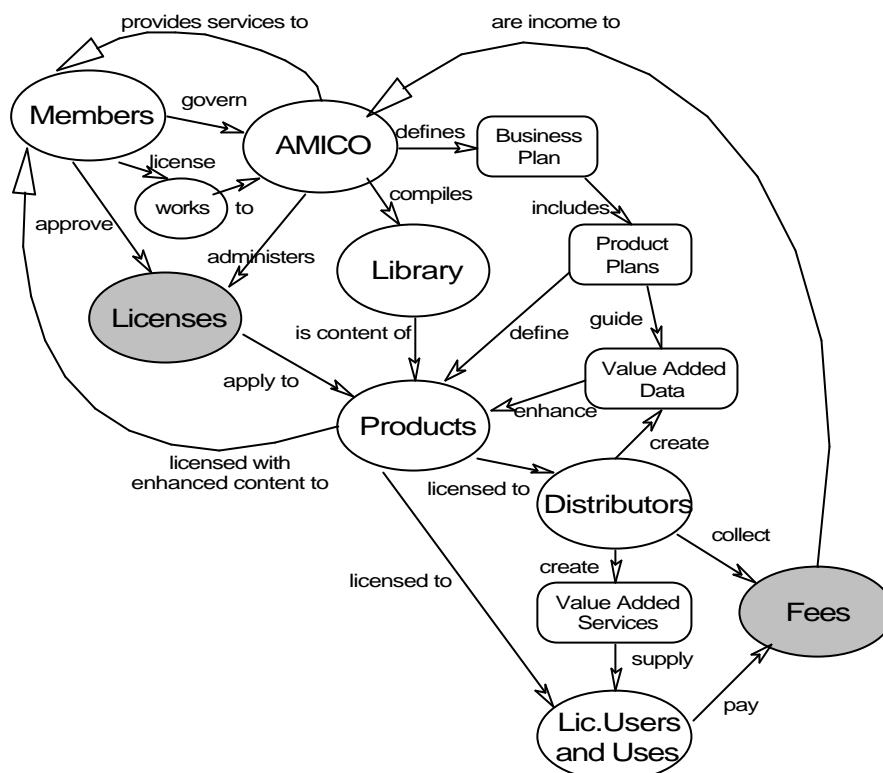 provides services to
are income to
Members
govern
AMICO
defines
Business
Plan
license
works
to
compiles
includes
approve
administers
Library
Product
Plans
Licenses
is content of
define
guide
apply to
Value Added
Data
enhance
Products
create
licensed with
enhanced content to
licensed to
Distributors
collect
licensed to
create
Value Added
Services
Fees
supply
pay
Lic.Users
and Uses